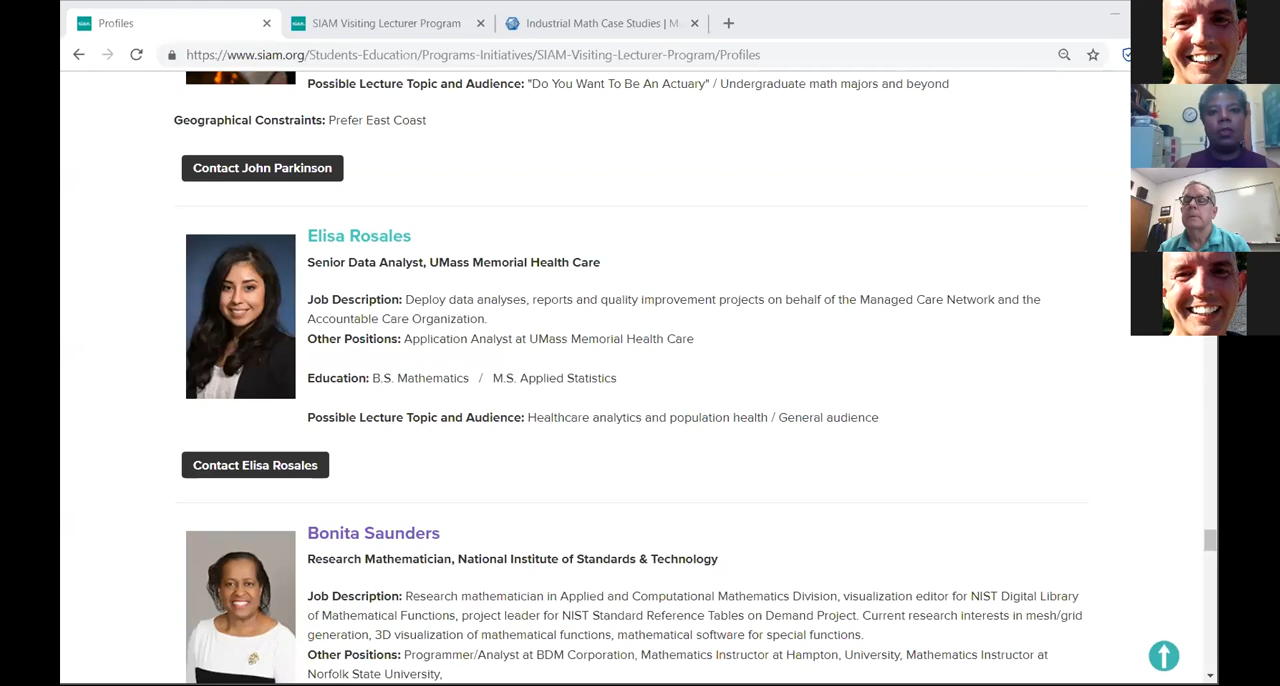 Profiles
SIAM Visiting Lecturer Program
Industrial Math Case Studies | M
https://www.siam.org/Students-Education/Programs-Initiatives/SIAM-Visiting-Lecturer-Program/Profiles
Possible Lecture Topic and Audience: "Do You Want To Be An Actuary" / Undergraduate math majors and beyond
Geographical Constraints: Prefer East Coast
Contact John Parkinson
Elisa Rosales
Senior Data Analyst, UMass Memorial Health Care
Job Description: Deploy data analyses, reports and quality improvement projects on behalf of the Managed Care Network and the
Accountable Care Organization.
Other Positions: Application Analyst at UMass Memorial Health Care
Education: B.S. Mathematics / M.S. Applied Statistics
Possible Lecture Topic and Audience: Healthcare analytics and population health / General audience
Contact Elisa Rosales
Bonita Saunders
Research Mathematician, National Institute of Standards & Technology
Job Description: Research mathematician in Applied and Computational Mathematics Division, visualization editor for NIST Digital Library
of Mathematical Functions, project leader for NIST Standard Reference Tables on Demand Project. Current research interests in mesh/grid
generation, 3D visualization of mathematical functions, mathematical software for special functions.
Other Positions: Programmer/Analyst at BDM Corporation, Mathematics Instructor at Hampton, University, Mathematics Instructor at
Norfolk State University,